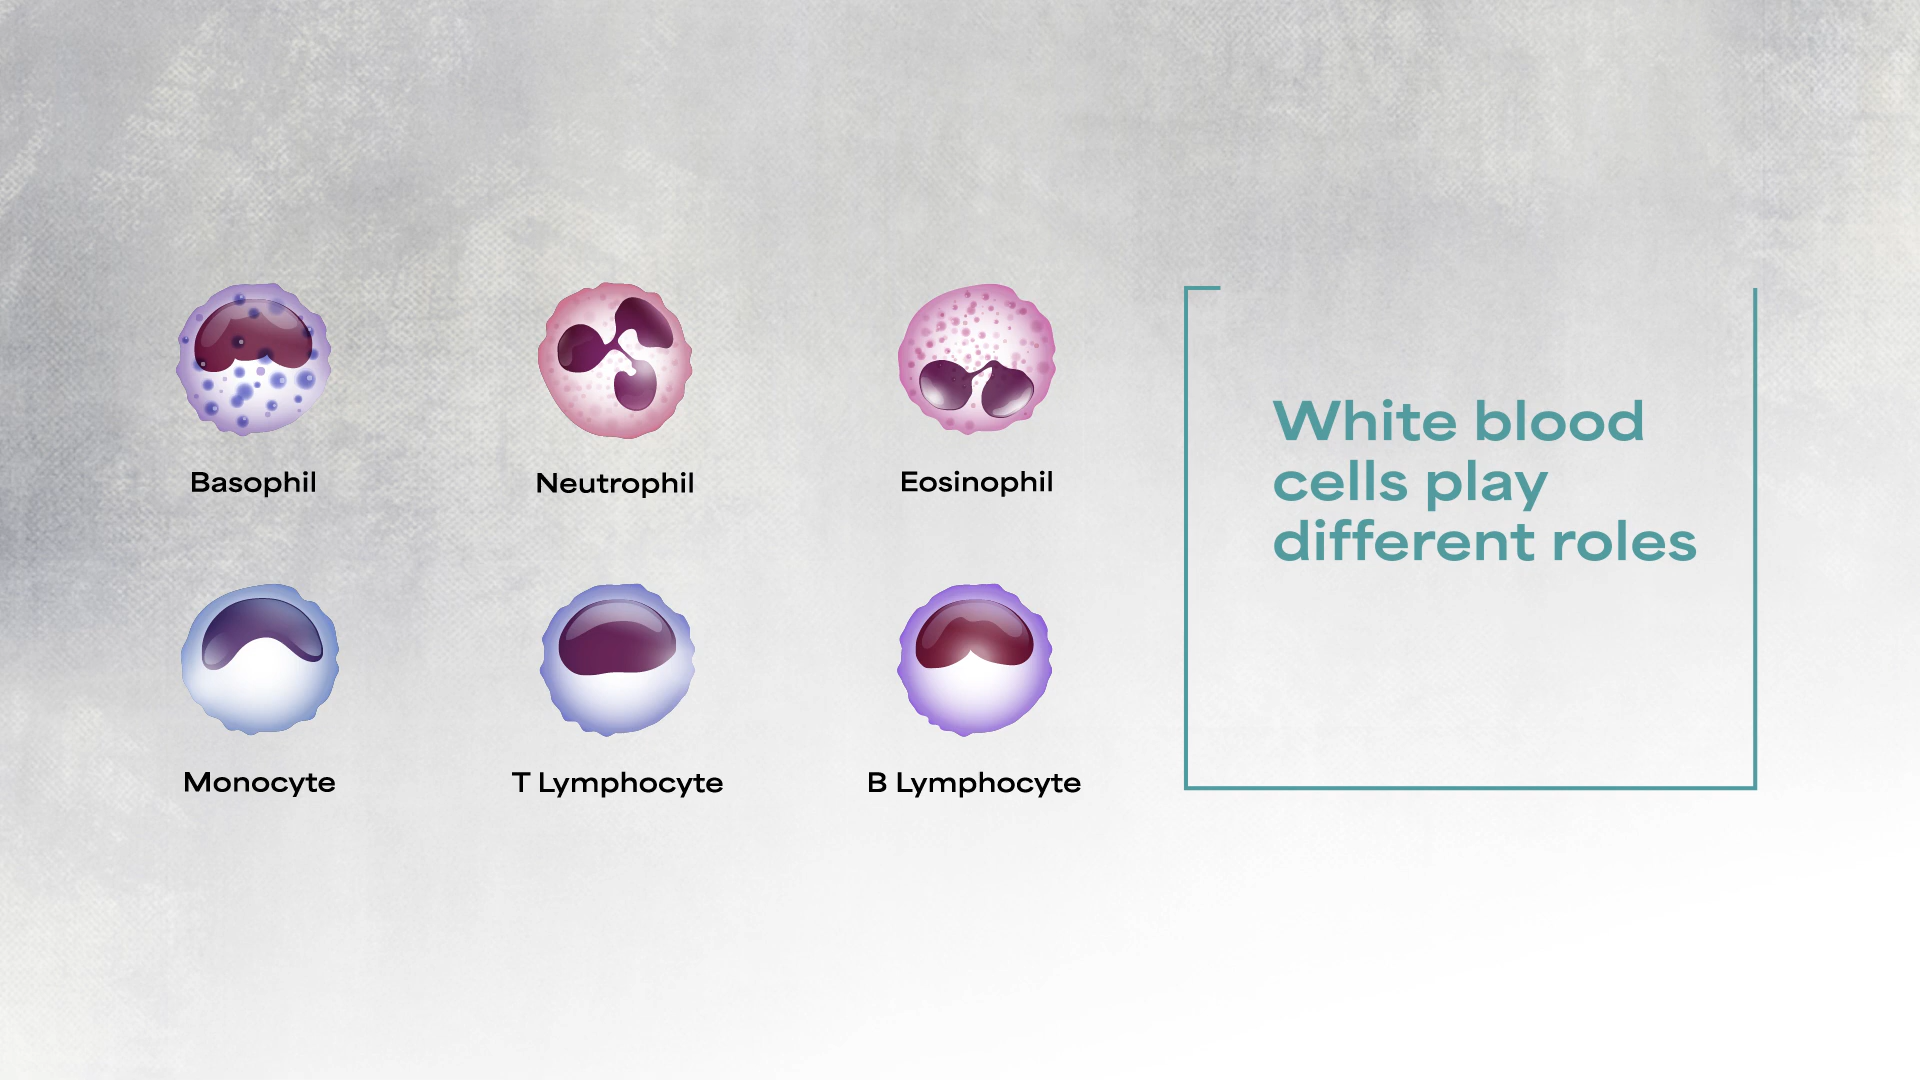 Basophil
Neutrophil
Eosinophil
Monocyte
T Lymphocyte
B Lymphocyte
White blood
cells play
different roles